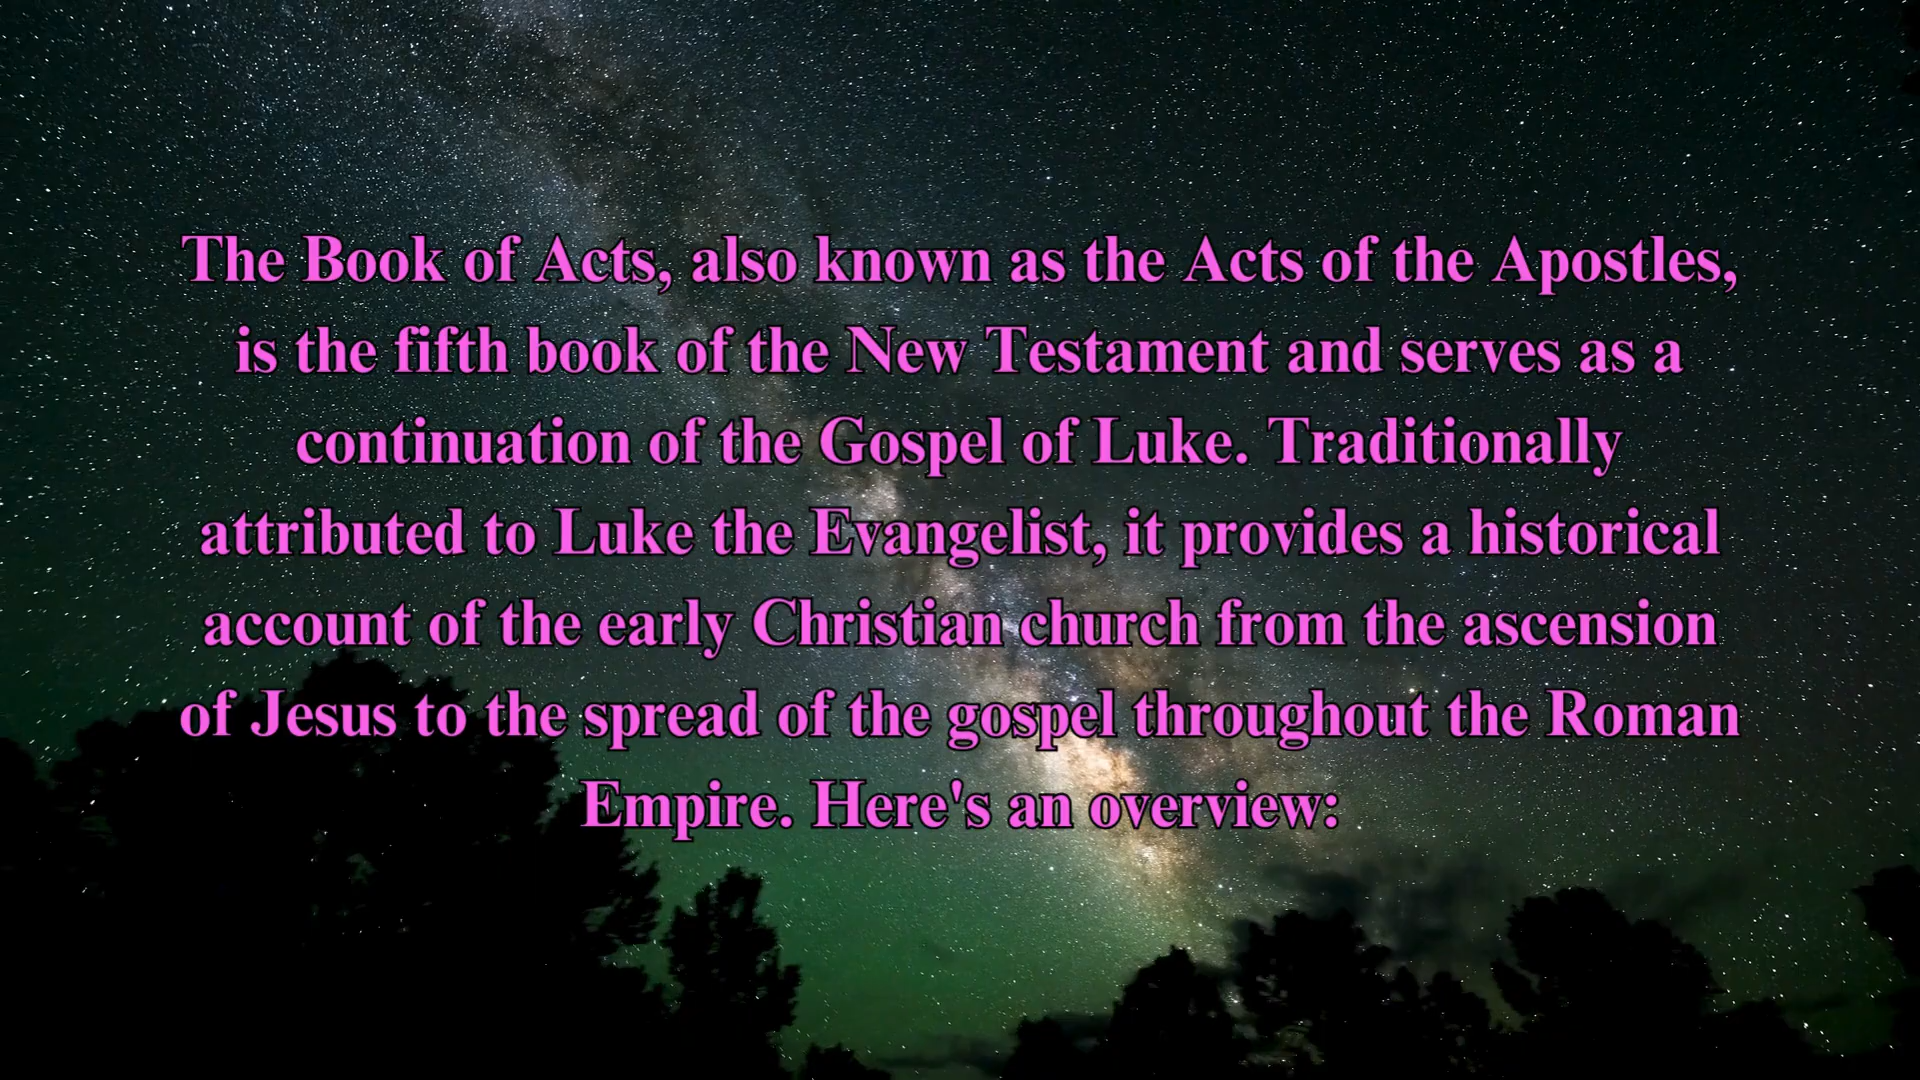 The Book of Acts, also known as the Acts of the Apostles,
is the fifth book of the New Testament and serves as a
continuation of the Gospel of Luke. Traditionally
attributed to Luke the Evangelist, it provides a historical
account of the early Christian church from the ascension
of Jesus to the spread of the gospel throughout the Roman
Empire. Here's an overview: